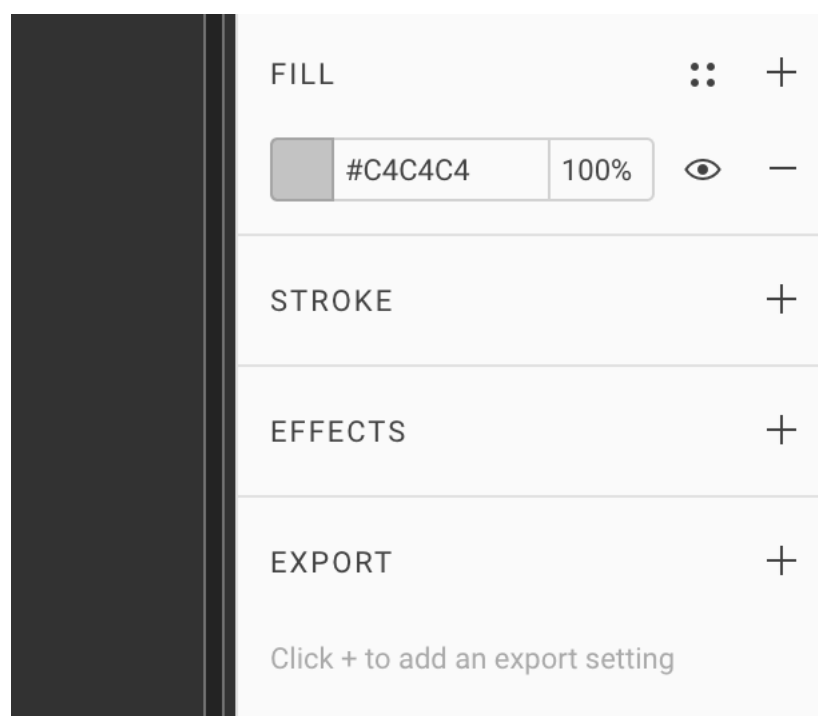 FILL
#C4C4C4 100%
STROKE
EFFECTS
EXPORT
Click + to add an export setting